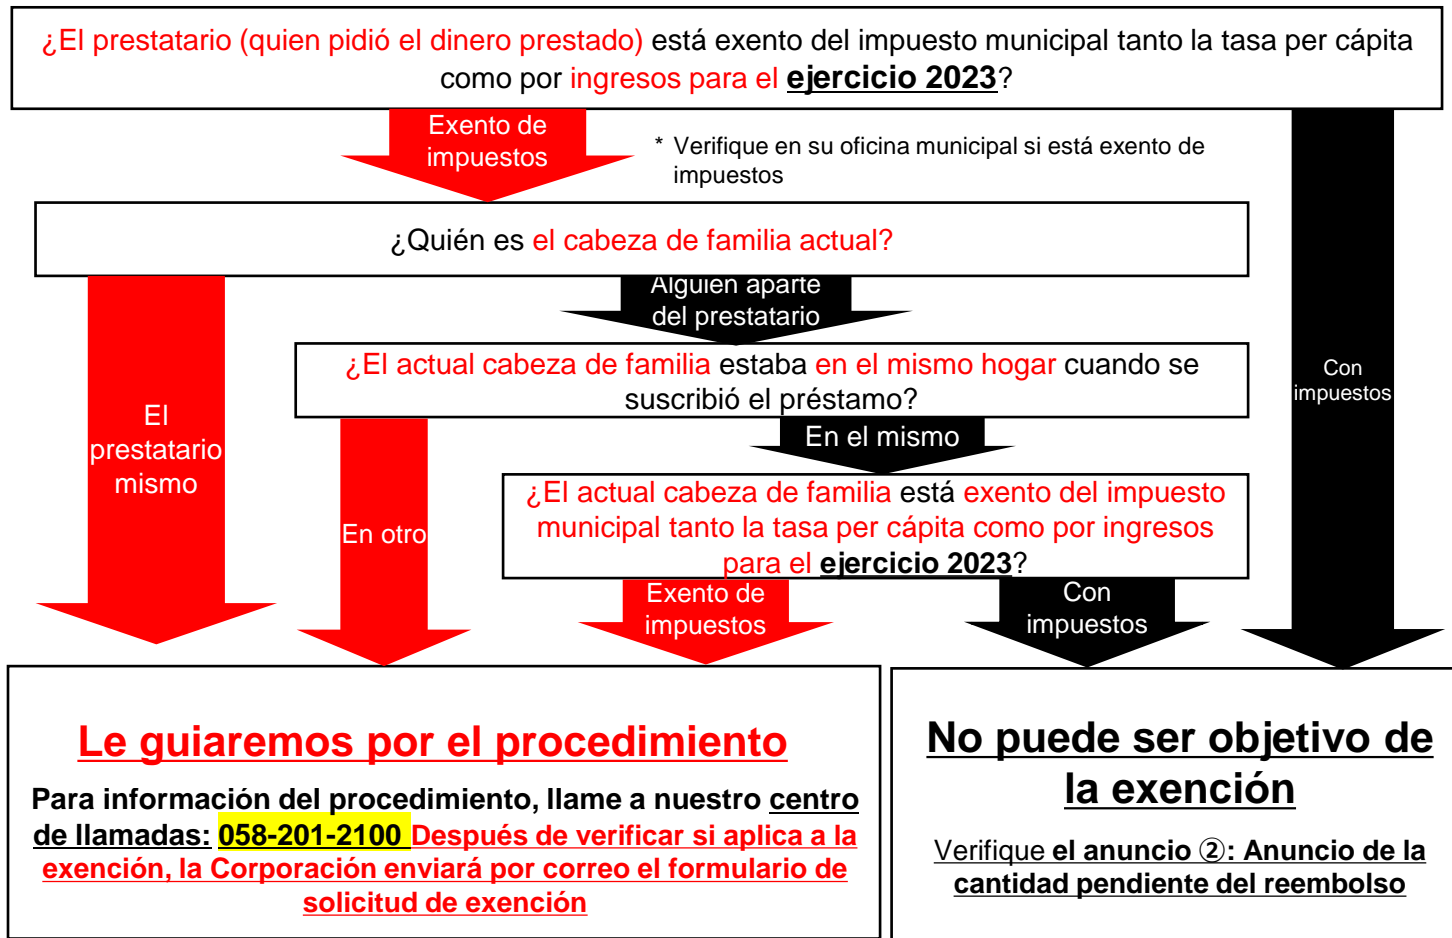 ¿El prestatario (quien pidió el dinero prestado) está exento del impuesto municipal tanto la tasa per cápita
como por ingresos para el ejercicio 2023?
Exento de
impuestos
* Verifique en su oficina municipal si está exento de
impuestos
¿Quién es el cabeza de familia actual?
Alguien aparte
del prestatario
¿El actual cabeza de familia estaba en el mismo hogar cuando se
suscribió el préstamo?
Con
impuestos
El
prestatario
mismo
En el mismo
¿El actual cabeza de familia está exento del impuesto
municipal tanto la tasa per cápita como por ingresos
para el ejercicio 2023?
En otro
Exento de
impuestos
Con
impuestos
Le guiaremos por el procedimiento
Para información del procedimiento, llame a nuestro centro
de llamadas: 058-201-2100 Después de verificar si aplica a la
exención, la Corporación enviará por correo el formulario de
solicitud de exención
No puede ser objetivo de
la exención
Verifique el anuncio ②: Anuncio de la
cantidad pendiente del reembolso